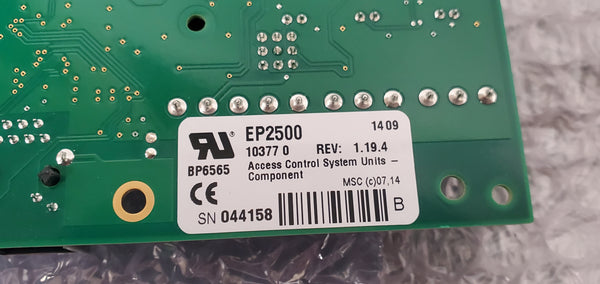 EP2500 1409
10377 0 REV: 1.19.4
BP6565 Access Control System Units –
Component
MSC (c)07,14
CE
SN 044158 B